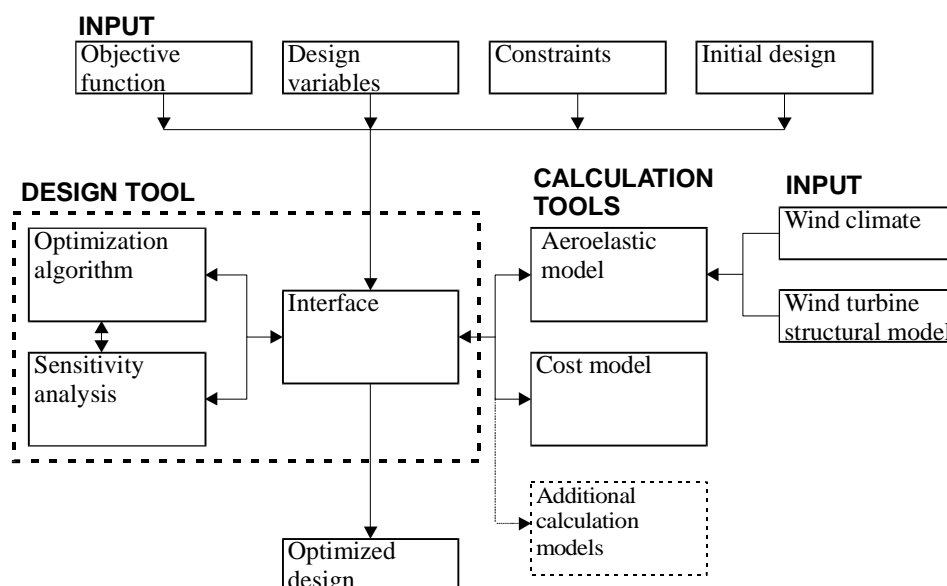 INPUT
Objective
function
Design
variables
Constraints
Initial design
DESIGN TOOL
CALCULATION
TOOLS
INPUT
Optimization
algorithm
Sensitivity
analysis
Interface
Aeroelastic
model
Cost model
Additional
calculation
models
Wind climate
Wind turbine
structural model
Optimized
design